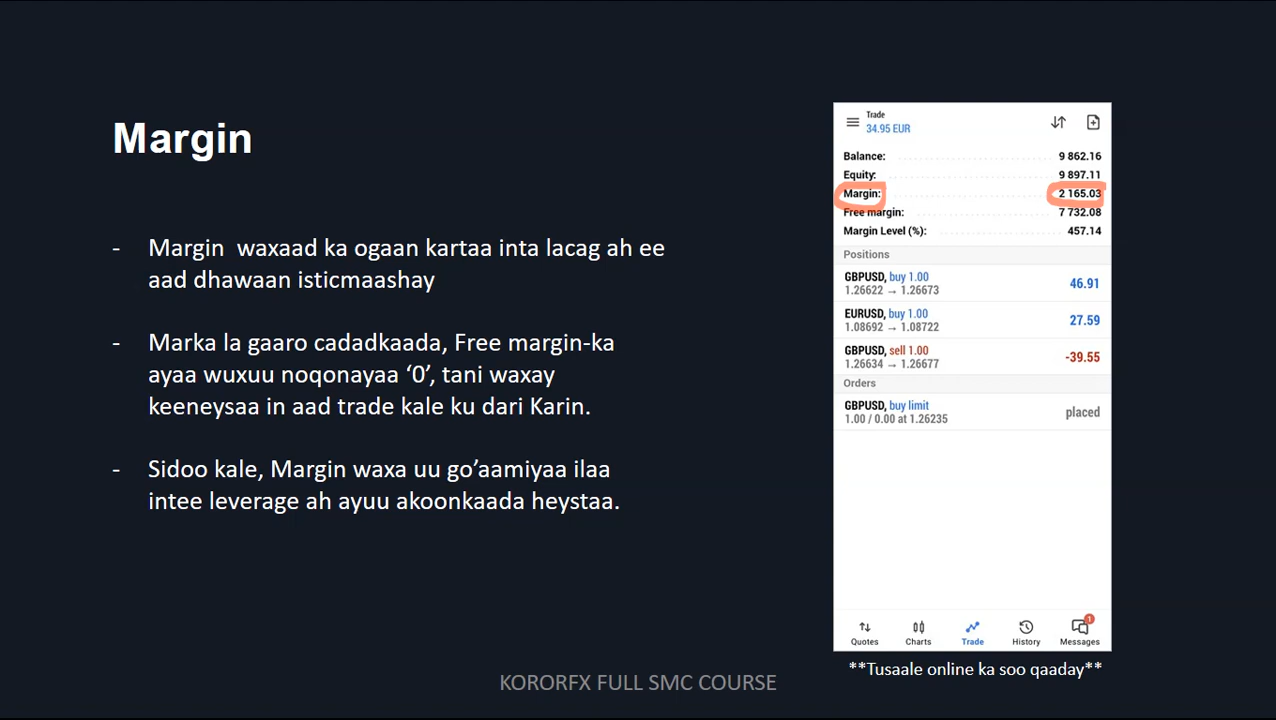 Margin
- Margin waxaad ka ogaan kartaa inta lacag ah ee
aad dhawaan isticmaashay
- Marka la gaaro cadadkaada, Free margin-ka
ayaa wuxuu noqonayaa ‘0’, tani waxay
keeneysaa in aad trade kale ku dari Karin.
- Sidoo kale, Margin waxa uu go’aamiyaa ilaa
intee leverage ah ayuu akoonkaada heystaa.
Trade
34.95 EUR
Balance: 9 862.16
Equity: 9 897.11
Margin: 2 165.03
Free margin: 7 732.08
Margin Level (%): 457.14
Positions
GBPUSD, buy 1.00 46.91
1.26622 → 1.26673
EURUSD, buy 1.00 27.59
1.08692 → 1.08722
GBPUSD, sell 1.00 -39.55
1.26634 → 1.26677
Orders
GBPUSD, buy limit placed
1.00 / 0.00 at 1.26235
1
Quotes Charts Trade History Messages
**Tusaale online ka soo qaaday**
KORORFX FULL SMC COURSE